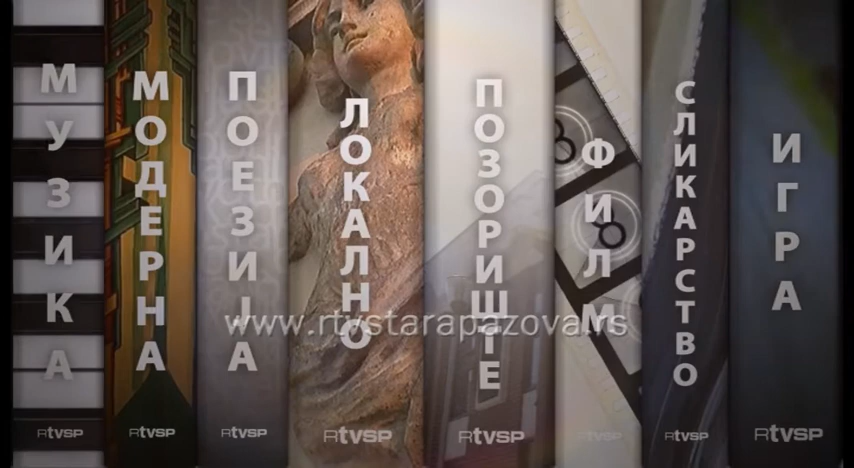 МУЗИКА
МОДЕРНА
ПОЕЗИЈА
ЛОКАЛНО
ПОЗОРИШТЕ
ФИЛМ
СЛИКАРСТВО
ИГРА
www.rtvstarapazova.rs
RTVSP
RTVSP
RTVSP
RTVSP
RTVSP
RTVSP
RTVSP
RTVSP